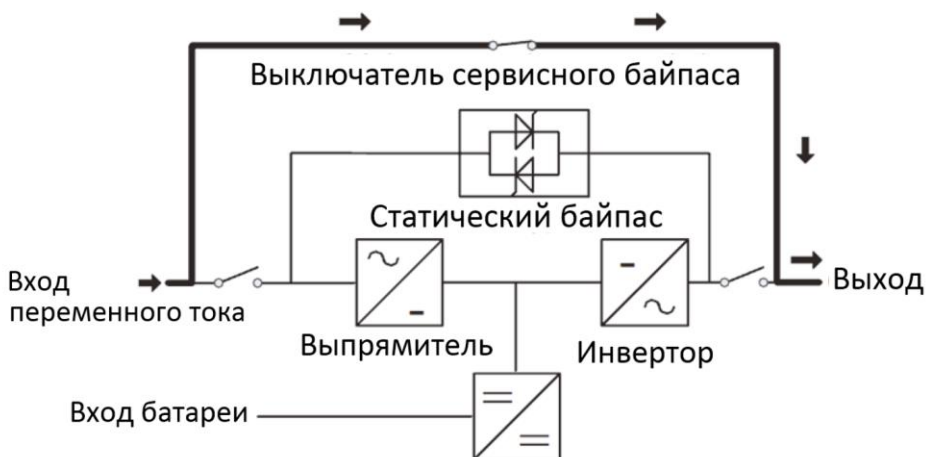 Выключатель сервисного байпаса
Статический байпас
Вход
переменного тока
Выход
Выпрямитель
Инвертор
Вход батареи